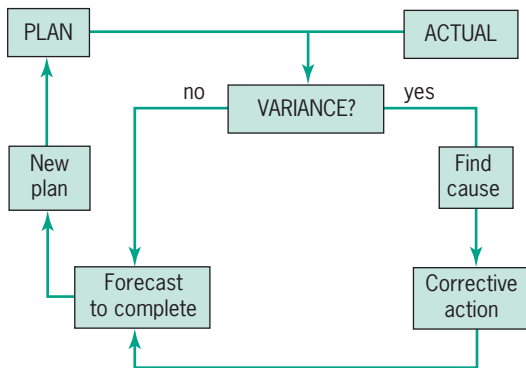 PLAN
ACTUAL
no
yes
VARIANCE?
New
plan
Find
cause
Forecast
to complete
Corrective
action